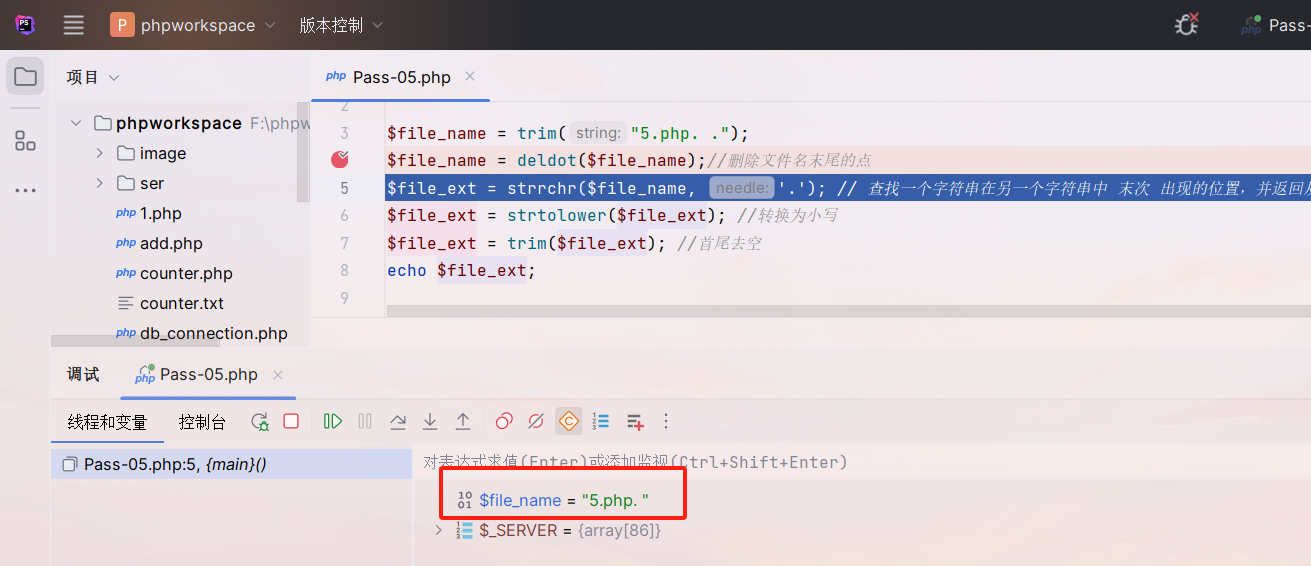 PS
P phpworkspace 版本控制 php Pass-
项目
php Pass-05.php
phpworkspace F:\phpw
image
ser
php 1.php
php add.php
php counter.php
counter.txt
php db_connection.php
2
3 $file_name = trim( string: "5.php. .");
$file_name = deldot($file_name);//删除文件名末尾的点
5 $file_ext = strrchr($file_name, needle: '.'); // 查找一个字符串在另一个字符串中 末次 出现的位置，并返回从
6 $file_ext = strtolower($file_ext); //转换为小写
7 $file_ext = trim($file_ext); //首尾去空
8 echo $file_ext;
9
调试 php Pass-05.php
线程和变量 控制台
Pass-05.php:5, {main}()
对表达式求值(Enter)或添加监视(Ctrl+Shift+Enter)
10
01 $file_name = "5.php. "
$_SERVER = {array[86]}